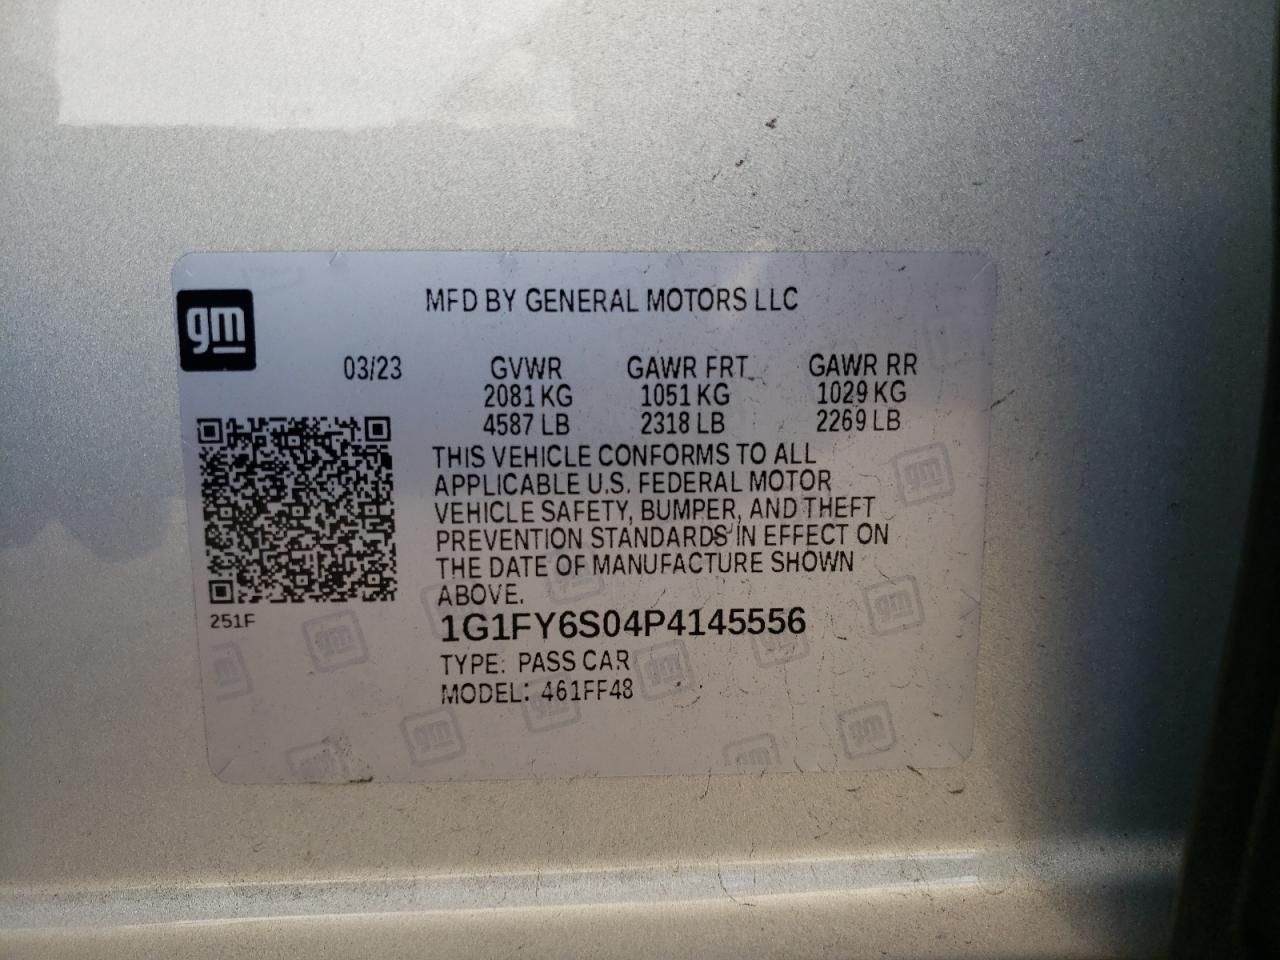 gm
MFD BY GENERAL MOTORS LLC
03/23 GVWR GAWR FRT GAWR RR
2081 KG 1051 KG 1029 KG
4587 LB 2318 LB 2269 LB
THIS VEHICLE CONFORMS TO ALL
APPLICABLE U.S. FEDERAL MOTOR
VEHICLE SAFETY, BUMPER, AND THEFT
PREVENTION STANDARDS IN EFFECT ON
THE DATE OF MANUFACTURE SHOWN
ABOVE.
251F
1G1FY6S04P4145556
TYPE: PASS CAR
MODEL: 461FF48